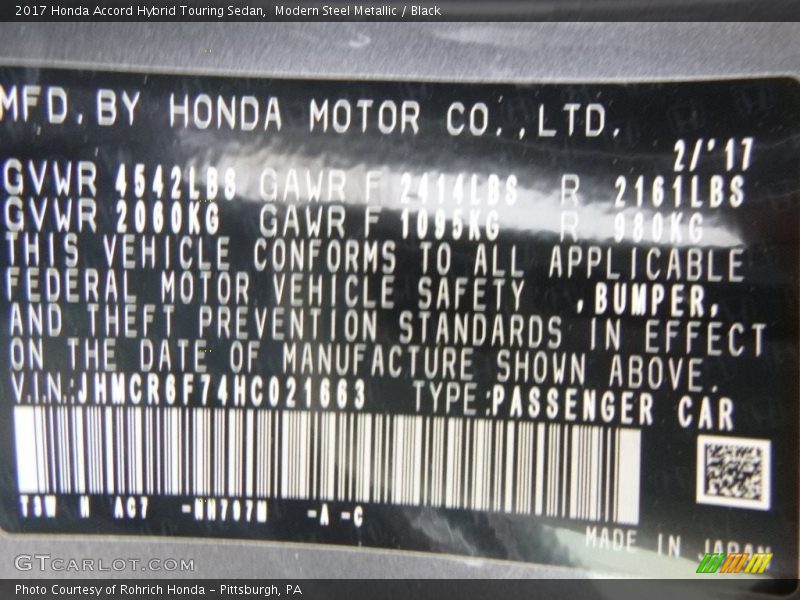 2017 Honda Accord Hybrid Touring Sedan,  Modern Steel Metallic / Black
MFD. BY HONDA MOTOR CO., LTD.
2/'17
GVWR 4542LBS GAWR F 2414LBS R 2161LBS
GVWR 2060KG GAWR F 1095KG R 980KG
THIS VEHICLE CONFORMS TO ALL APPLICABLE
FEDERAL MOTOR VEHICLE SAFETY ,BUMPER,
AND THEFT PREVENTION STANDARDS IN EFFECT
ON THE DATE OF MANUFACTURE SHOWN ABOVE.
V.I.N.:JHMCR6F74HC021663 TYPE:PASSENGER CAR
AC7 -NH797M -A -C
MADE IN JAPAN
GTCARLOT.COM
Photo Courtesy of Rohrich Honda - Pittsburgh, PA